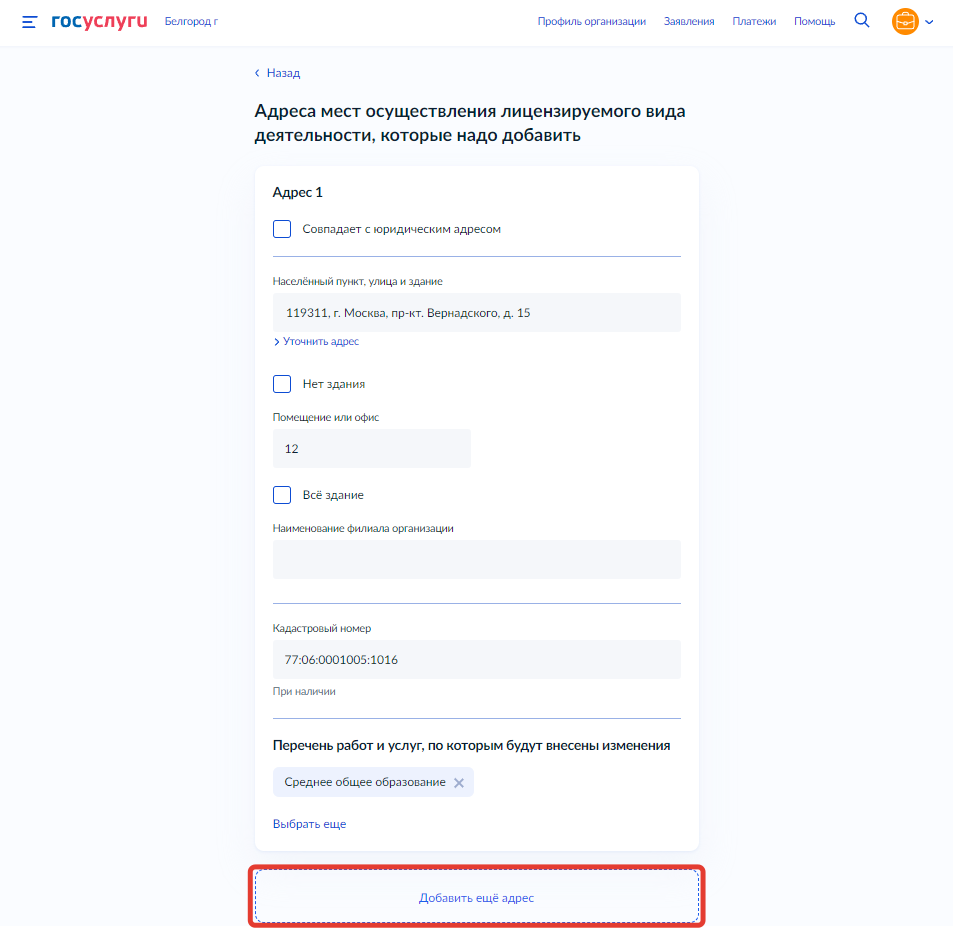 госуслуги Белгород г Профиль организации Заявления Платежи Помощь
Назад
Адреса мест осуществления лицензируемого вида
деятельности, которые надо добавить
Адрес 1
Совпадает с юридическим адресом
Населённый пункт, улица и здание
119311, г. Москва, пр-кт. Вернадского, д. 15
Уточнить адрес
Нет здания
Помещение или офис
12
Всё здание
Наименование филиала организации
Кадастровый номер
77:06:0001005:1016
При наличии
Перечень работ и услуг, по которым будут внесены изменения
Среднее общее образование
Выбрать еще
Добавить ещё адрес